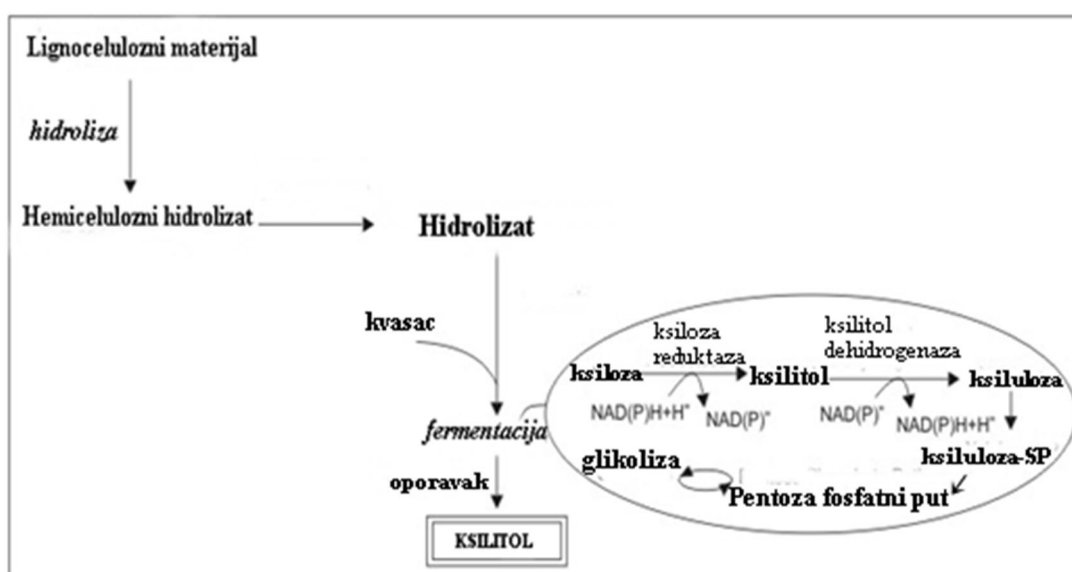 Lignocelulozni materijal
hidroliza
Hemicelulozni hidrolizat
Hidrolizat
kvasac
fermentacija
oporavak
KSILITOL
ksiloza
reduktaza
ksilitol
dehidrogenaza
ksiloza
ksilitol
ksiluloza
NAD(P)H+H⁺
NAD(P)⁺
NAD(P)⁺
NAD(P)H+H⁺
ksiluloza-SP
glikoliza
Pentoza fosfatni put